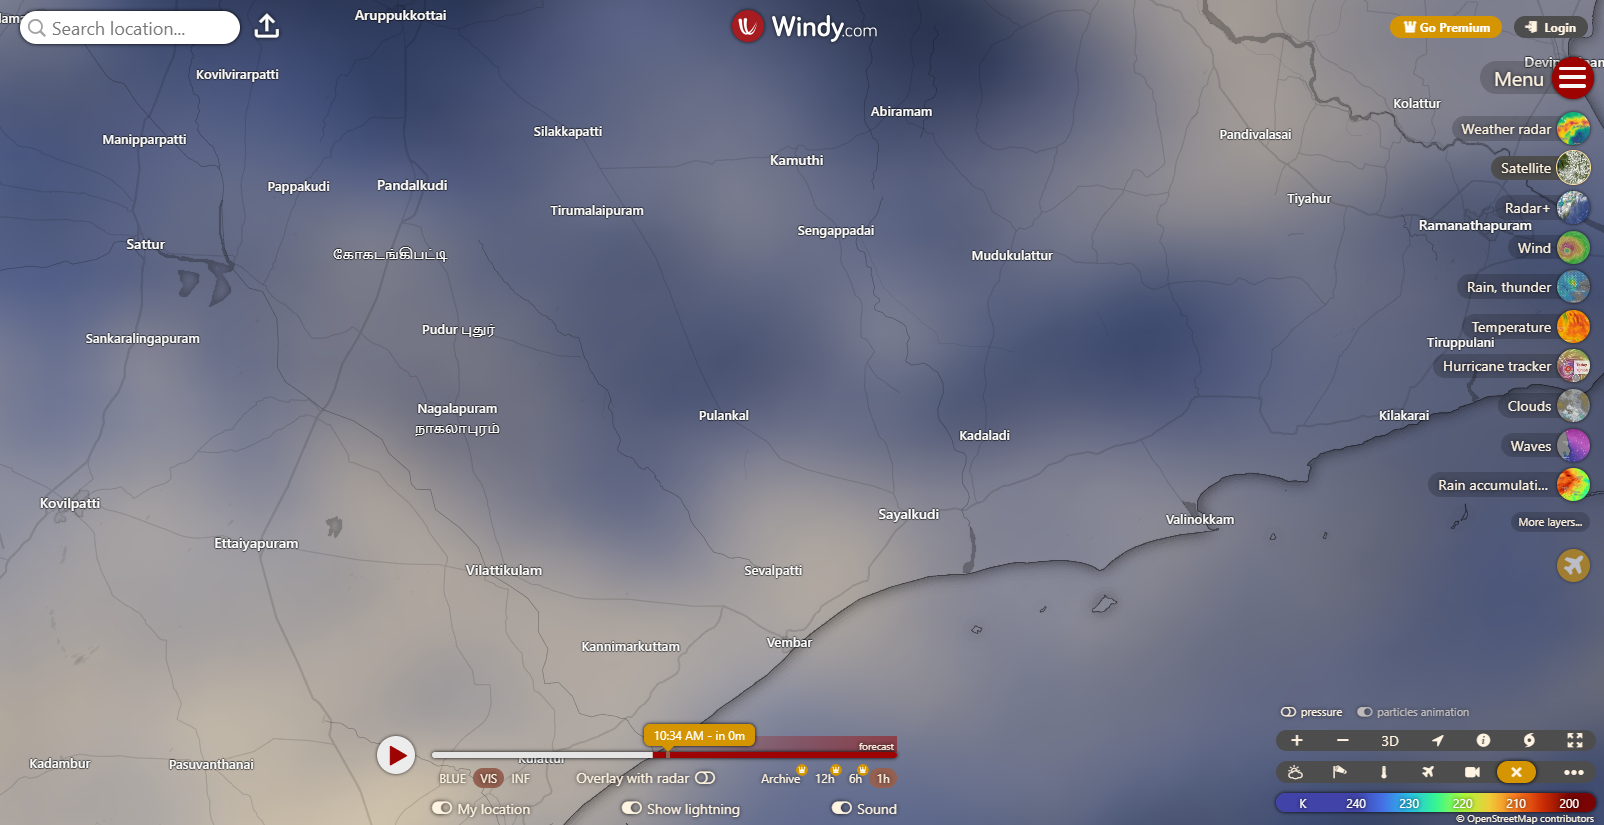 Aruppukkottai
Search location...
Windy.com
Go Premium
Login
Kovilvirarpatti
Menu
Abiramam
Kolattur
Manipparpatti
Silakkapatti
Pandivalasai
Weather radar
Kamuthi
Satellite
Pappakudi
Pandalkudi
Tiyahur
Tirumalaipuram
Radar+
Sengappadai
Ramanathapuram
Sattur
கோகடங்கிபட்டி
Mudukulattur
Wind
Rain, thunder
Sankaralingapuram
Pudur புதுர்
Temperature
Tiruppulani
Hurricane tracker
Nagalapuram
நாகலாபுரம்
Pulankal
Kilakarai
Clouds
Kadaladi
Waves
Rain accumulati...
Kovilpatti
Sayalkudi
Valinokkam
More layers...
Ettaiyapuram
Vilattikulam
Sevalpatti
Kannimarkuttam
Vembar
pressure
particles animation
10:34 AM - in 0m
forecast
3D
Kadambur
Pasuvanthanai
Kulattur
BLUE VIS INF
Overlay with radar
Archive 12h 6h 1h
My location
Show lightning
Sound
K 240 230 220 210 200
© OpenStreetMap contributors